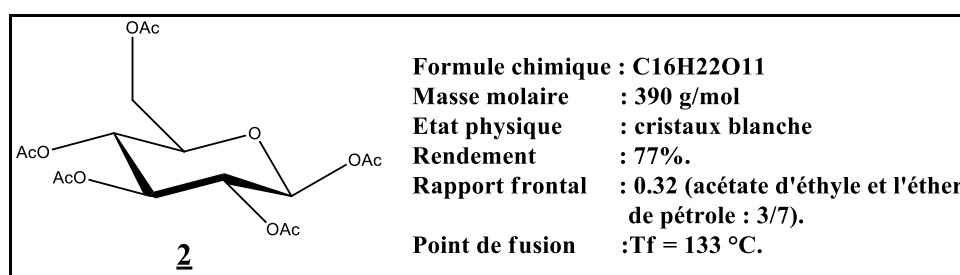 OAc
Formule chimique : C16H22O11
Masse molaire : 390 g/mol
O
Etat physique : cristaux blanche
AcO
OAc
Rendement : 77%.
AcO
Rapport frontal : 0.32 (acétate d'éthyle et l'éther
de pétrole : 3/7).
OAc
Point de fusion :Tf = 133 °C.
2